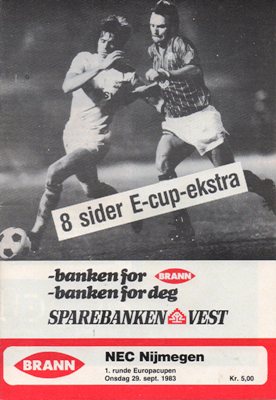 8 sider E-cup-ekstra
-banken for BRANN
-banken for deg
SPAREBANKEN VEST
BRANN
NEC Nijmegen
1. runde Europacupen
Onsdag 29. sept. 1983
Kr. 5,00